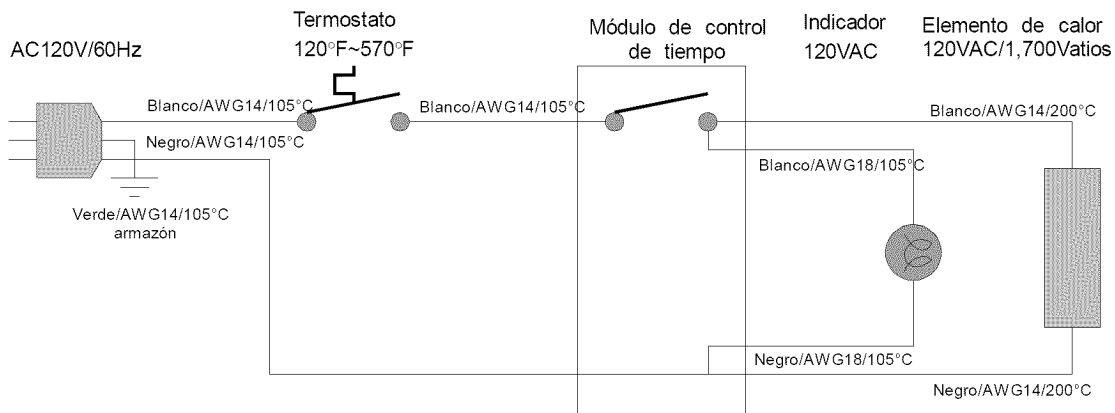 AC120V/60Hz
Termostato
120°F~570°F
Módulo de control
de tiempo
Indicador
120VAC
Elemento de calor
120VAC/1,700Vatios
Blanco/AWG14/105°C
Blanco/AWG14/105°C
Blanco/AWG14/200°C
Negro/AWG14/105°C
Blanco/AWG18/105°C
Verde/AWG14/105°C
armazón
Negro/AWG18/105°C
Negro/AWG14/200°C